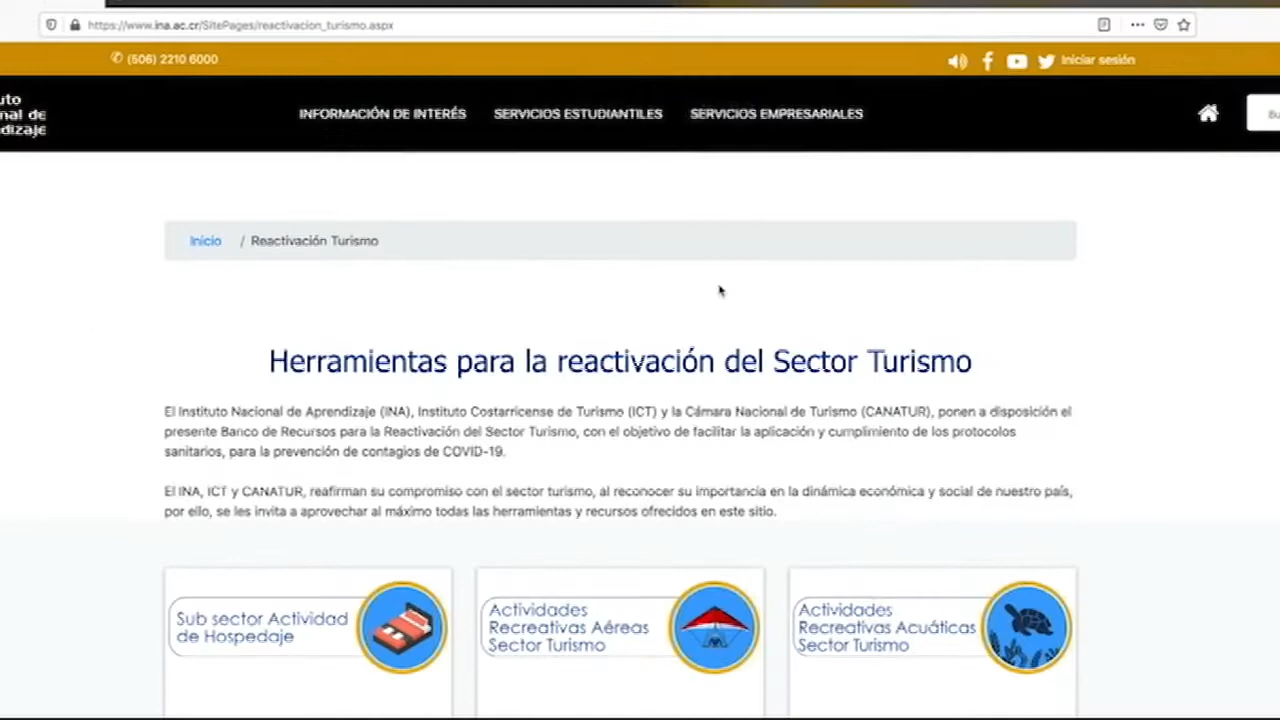 https://www.ina.ac.cr/SitePages/reactivacion_turismo.aspx
(506) 2210 6000
Iniciar sesión
uto
nal de
dizaje
INFORMACIÓN DE INTERÉS
SERVICIOS ESTUDIANTILES
SERVICIOS EMPRESARIALES
Bu
Inicio / Reactivación Turismo
Herramientas para la reactivación del Sector Turismo
El Instituto Nacional de Aprendizaje (INA), Instituto Costarricense de Turismo (ICT) y la Cámara Nacional de Turismo (CANATUR), ponen a disposición el
presente Banco de Recursos para la Reactivación del Sector Turismo, con el objetivo de facilitar la aplicación y cumplimiento de los protocolos
sanitarios, para la prevención de contagios de COVID-19.
El INA, ICT y CANATUR, reafirman su compromiso con el sector turismo, al reconocer su importancia en la dinámica económica y social de nuestro país,
por ello, se les invita a aprovechar al máximo todas las herramientas y recursos ofrecidos en este sitio.
Sub sector Actividad
de Hospedaje
Actividades
Recreativas Aéreas
Sector Turismo
Actividades
Recreativas Acuáticas
Sector Turismo